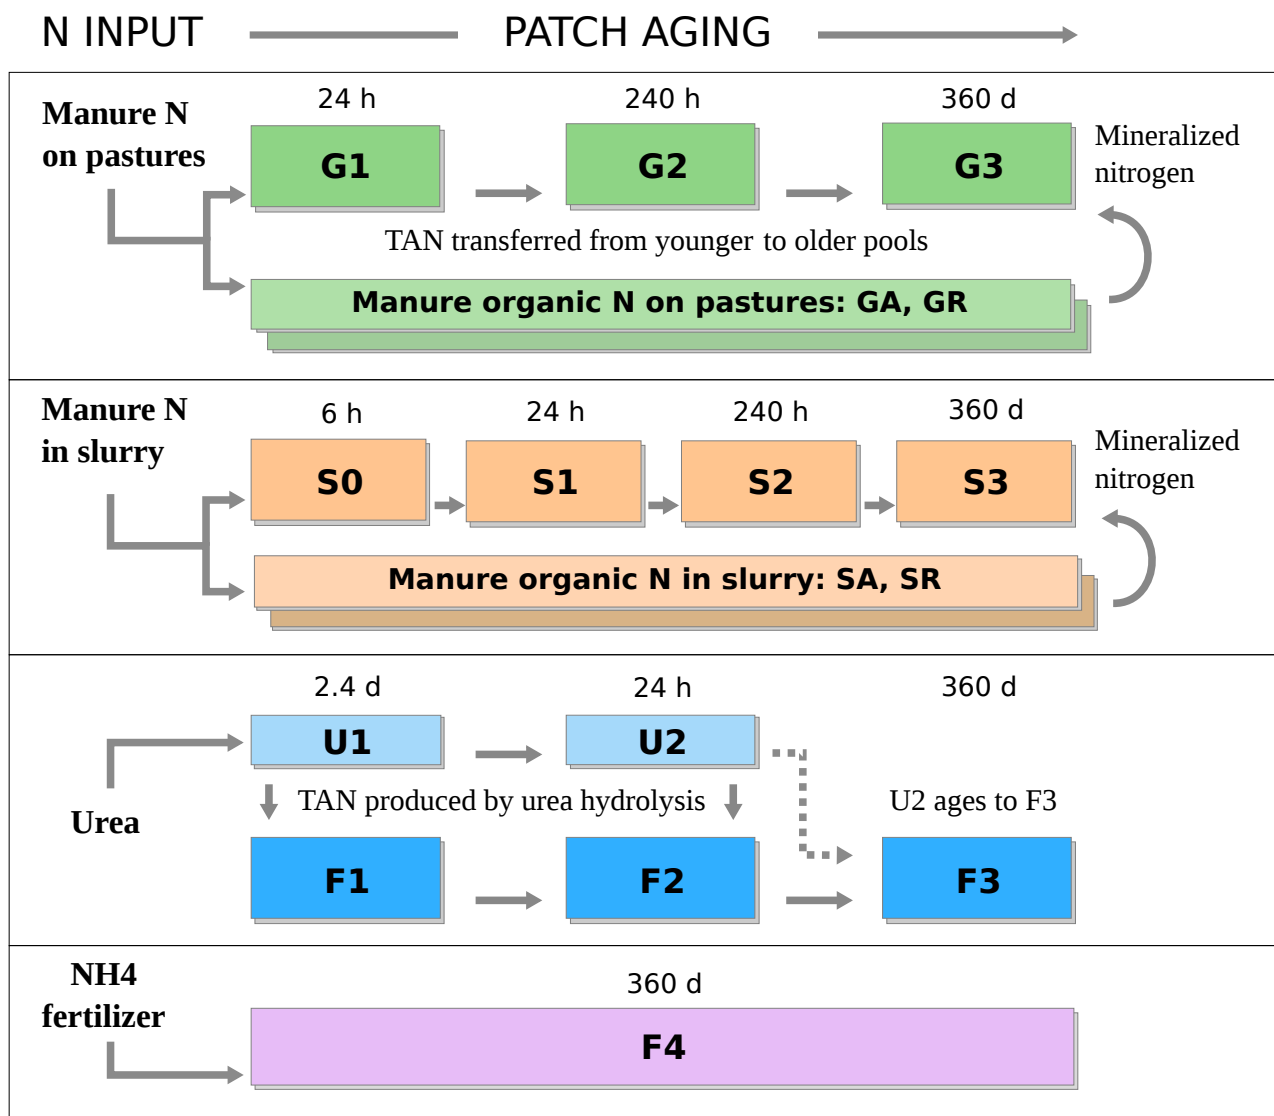 N INPUT
PATCH AGING
Manure N
on pastures
24 h
240 h
360 d
G1
G2
G3
Mineralized
nitrogen
TAN transferred from younger to older pools
Manure organic N on pastures: GA, GR
Manure N
in slurry
6 h
24 h
240 h
360 d
S0
S1
S2
S3
Mineralized
nitrogen
Manure organic N in slurry: SA, SR
2.4 d
24 h
360 d
U1
U2
Urea
TAN produced by urea hydrolysis
U2 ages to F3
F1
F2
F3
NH4
fertilizer
360 d
F4